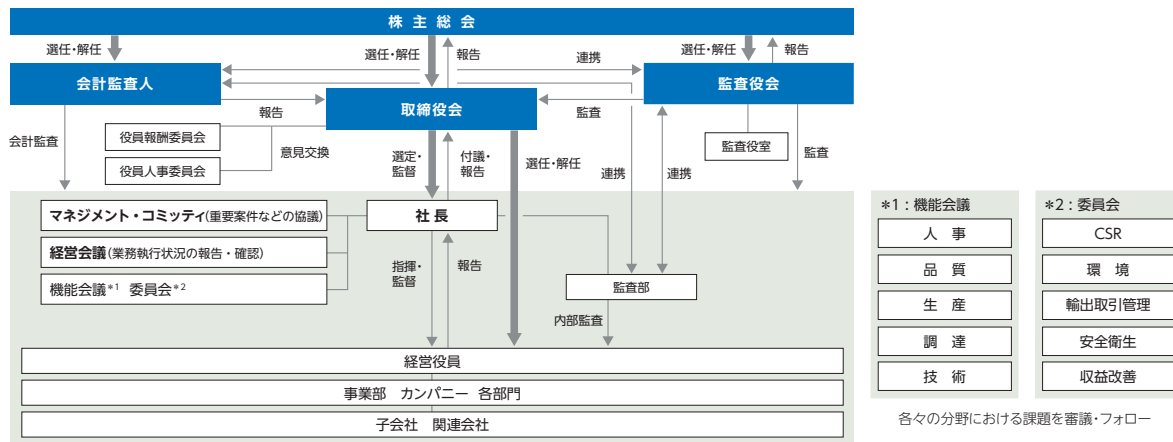 株主総会
選任・解任
選任・解任
報告
連携
選任・解任
報告
会計監査人
取締役会
監査役会
報告
監査
会計監査
役員報酬委員会
役員人事委員会
意見交換
選定・
監督
付議・
報告
選任・解任
連携
連携
監査役室
監査
マネジメント・コミッティ(重要案件などの協議)
社長
経営会議(業務執行状況の報告・確認)
機能会議*1 委員会*2
指揮・
監督
報告
監査部
内部監査
経営役員
事業部 カンパニー 各部門
子会社 関連会社
*1:機能会議
人事
品質
生産
調達
技術
*2:委員会
CSR
環境
輸出取引管理
安全衛生
収益改善
各々の分野における課題を審議・フォロー